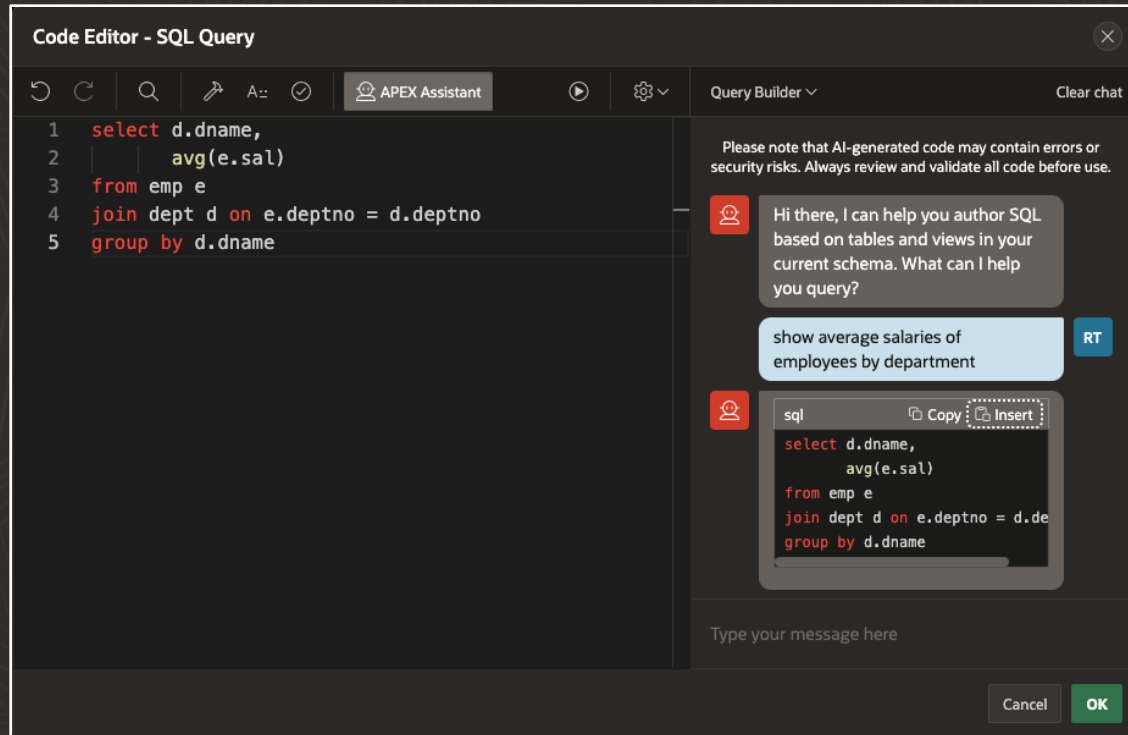 Code Editor - SQL Query
APEX Assistant
Query Builder
Clear chat
1 select d.dname,
2 avg(e.sal)
3 from emp e
4 join dept d on e.deptno = d.deptno
5 group by d.dname
Please note that AI-generated code may contain errors or
security risks. Always review and validate all code before use.
Hi there, I can help you author SQL
based on tables and views in your
current schema. What can I help
you query?
show average salaries of
employees by department
RT
sql
Copy
Insert
select d.dname,
avg(e.sal)
from emp e
join dept d on e.deptno = d.de
group by d.dname
Type your message here
Cancel
OK